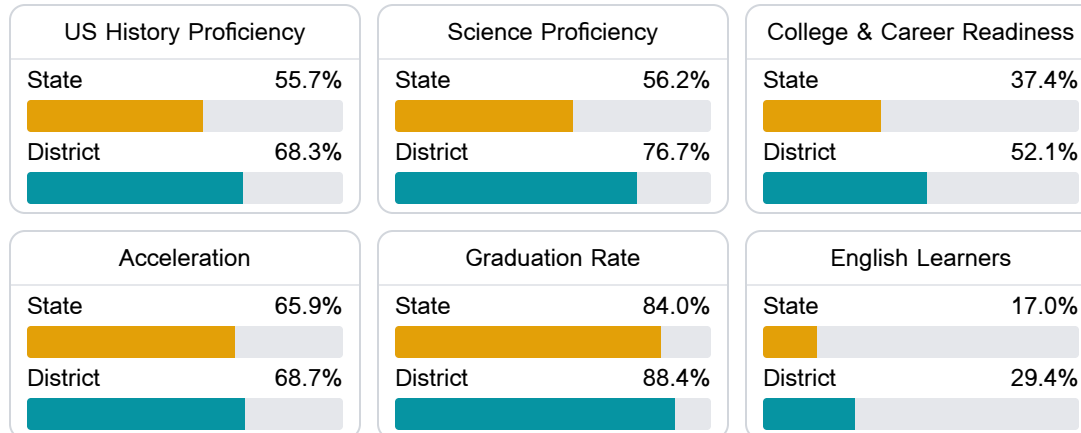 US History Proficiency
State 55.7%
District 68.3%
Science Proficiency
State 56.2%
District 76.7%
College & Career Readiness
State 37.4%
District 52.1%
Acceleration
State 65.9%
District 68.7%
Graduation Rate
State 84.0%
District 88.4%
English Learners
State 17.0%
District 29.4%